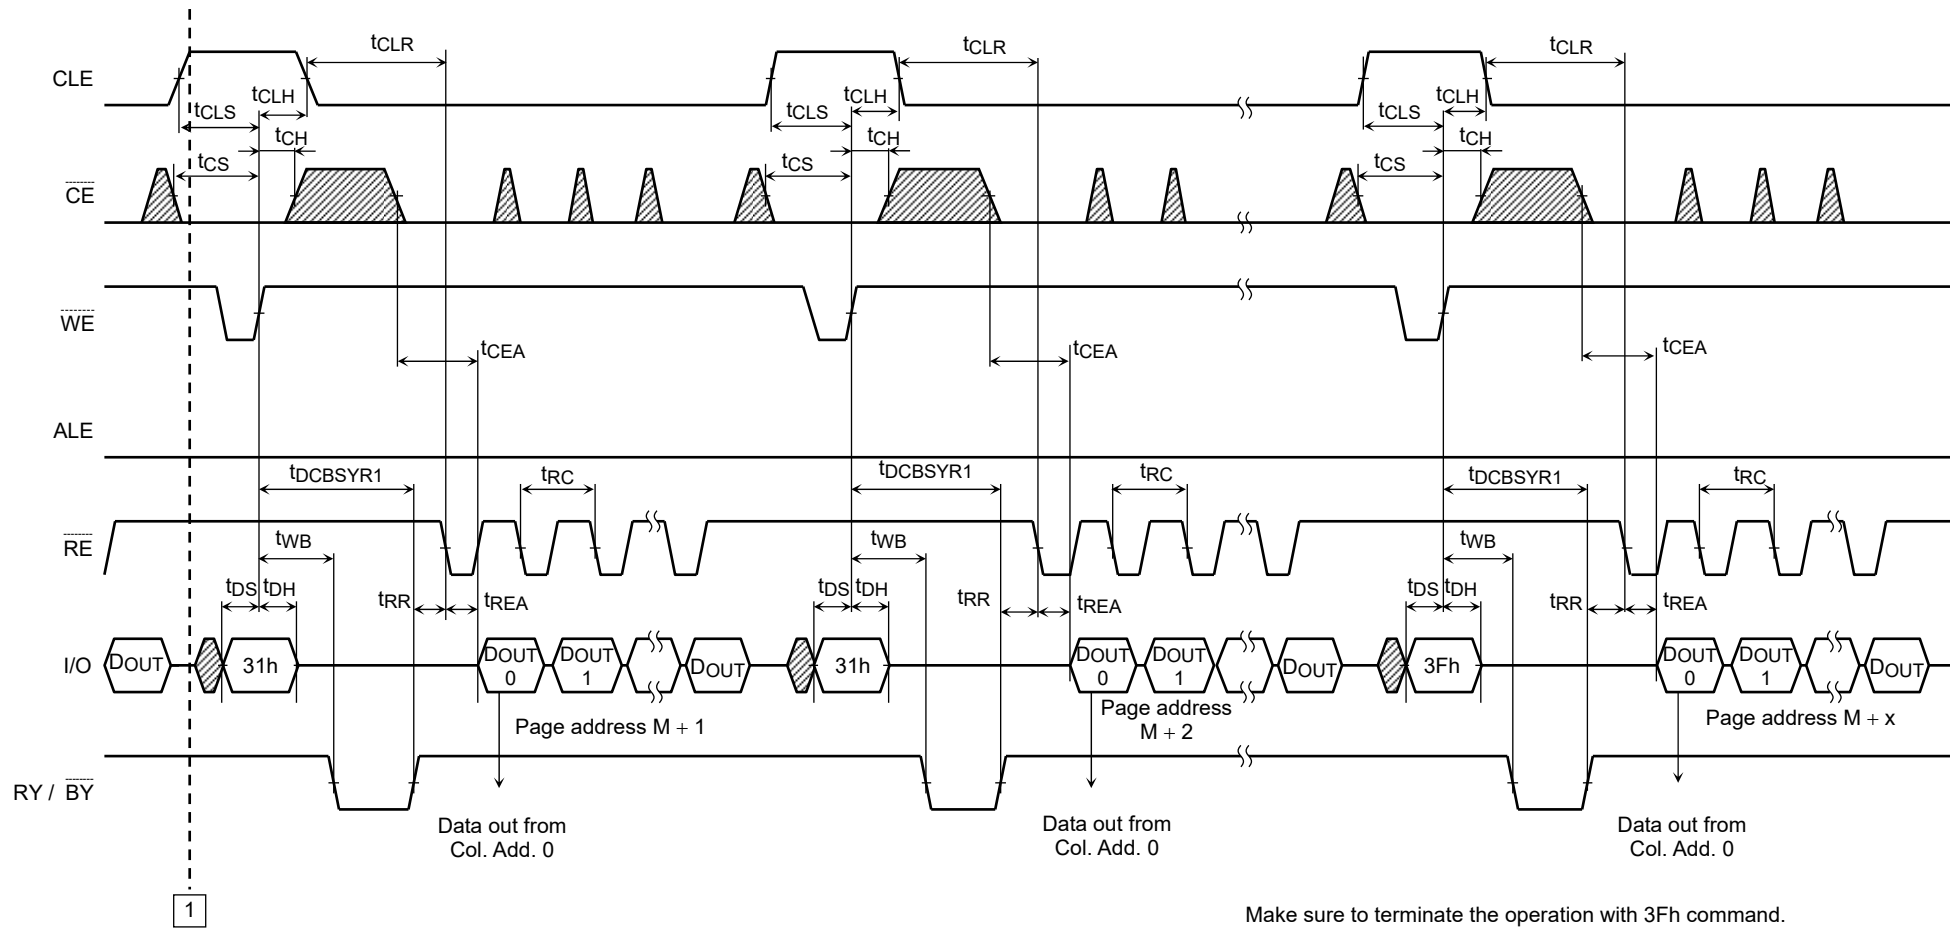 tCLR tCLR tCLR
CLE
tCLH tCLH tCLH
tCLS tCLS tCLS
tCH tCH tCH
tCS tCS tCS
CE
WE
tCEA tCEA tCEA
ALE
tDCBSYR1 tRC tDCBSYR1 tRC tDCBSYR1 tRC
RE
tWB tWB tWB
tDS tDH tDS tDH tDS tDH
tRR tREA tRR tREA tRR tREA
I/O
DOUT 31h DOUT 0 DOUT 1 DOUT 31h DOUT 0 DOUT 1 DOUT 3Fh DOUT 0 DOUT 1 DOUT
Page address M + 1
Page address
M + 2
Page address M + x
RY / BY
Data out from
Col. Add. 0
Data out from
Col. Add. 0
Data out from
Col. Add. 0
1
Make sure to terminate the operation with 3Fh command.